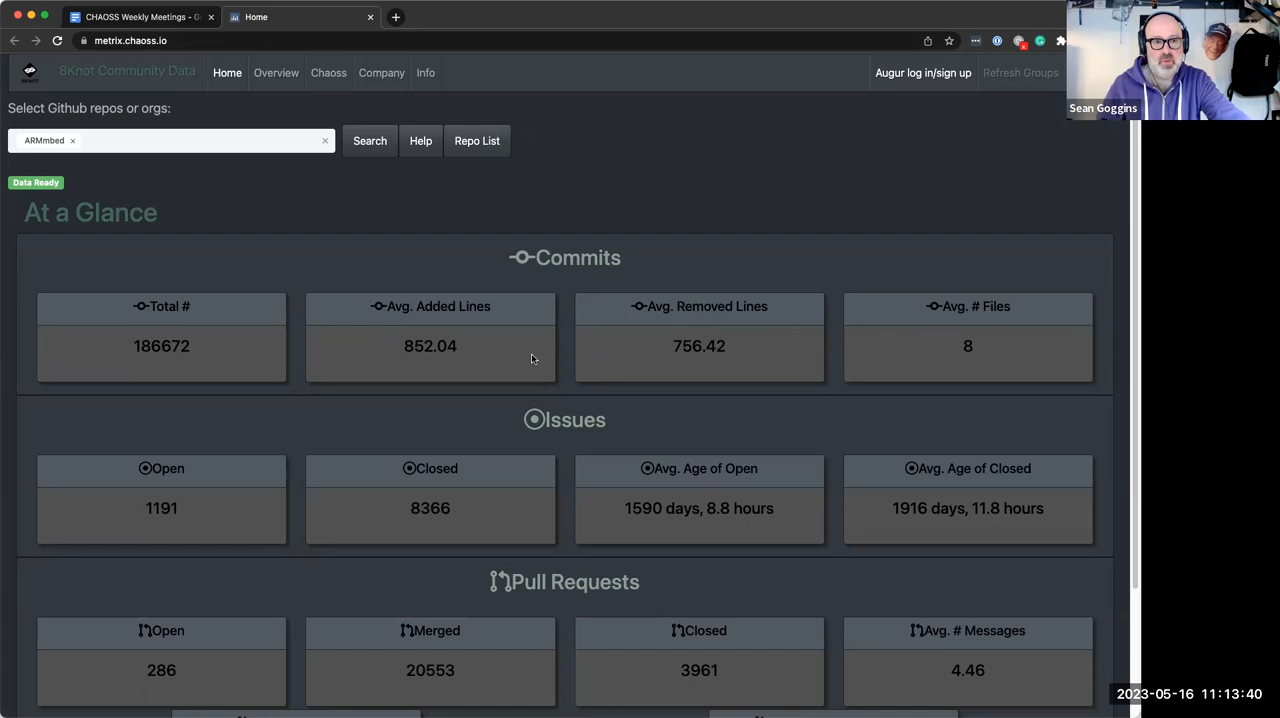 CHAOSS Weekly Meetings - G
Home
metrix.chaoss.io
8Knot Community Data
Home
Overview
Chaoss
Company
Info
Augur log in/sign up
Refresh Groups
Sean Goggins
Select Github repos or orgs:
ARMmbed ×
Search
Help
Repo List
Data Ready
At a Glance
Commits
Total #
Avg. Added Lines
Avg. Removed Lines
Avg. # Files
186672
852.04
756.42
8
Issues
Open
Closed
Avg. Age of Open
Avg. Age of Closed
1191
8366
1590 days, 8.8 hours
1916 days, 11.8 hours
Pull Requests
Open
Merged
Closed
Avg. # Messages
286
20553
3961
4.46
2023-05-16 11:13:40